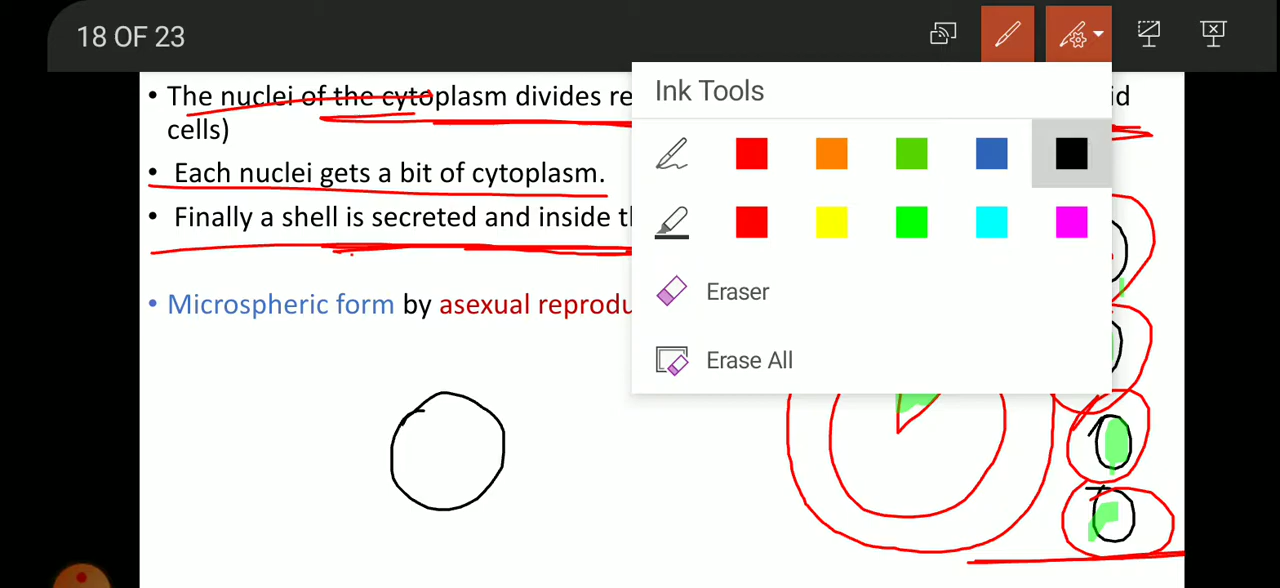 18 OF 23
Ink Tools
• The nuclei of the cytoplasm divides re
id
cells)
• Each nuclei gets a bit of cytoplasm.
• Finally a shell is secreted and inside th
Eraser
• Microspheric form by asexual reprodu
Erase All